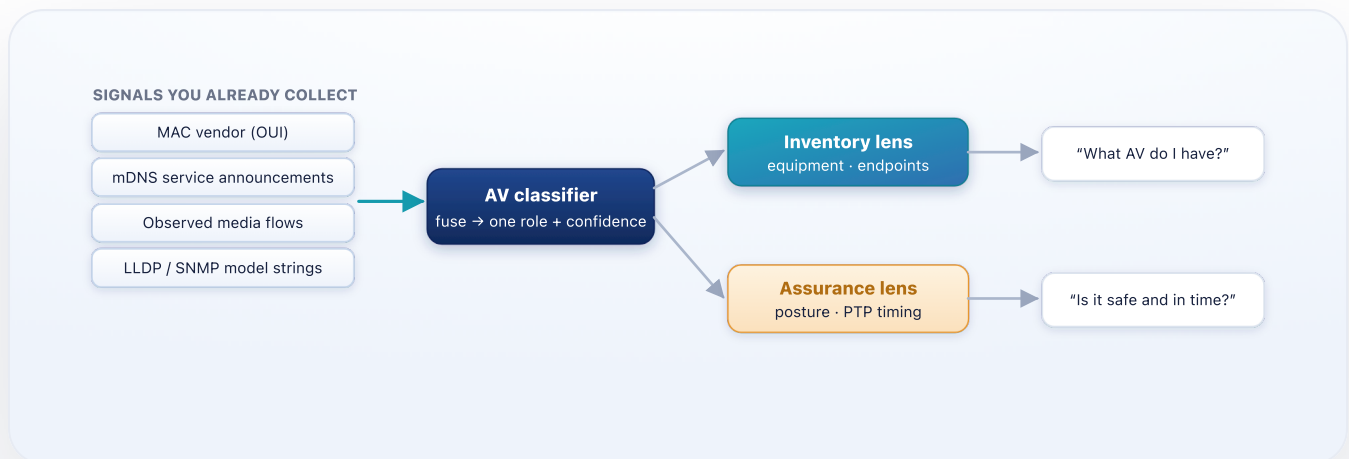 SIGNALS YOU ALREADY COLLECT
MAC vendor (OUI)
mDNS service announcements
Observed media flows
LLDP / SNMP model strings
AV classifier
fuse → one role + confidence
Inventory lens
equipment · endpoints
“What AV do I have?”
Assurance lens
posture · PTP timing
“Is it safe and in time?”